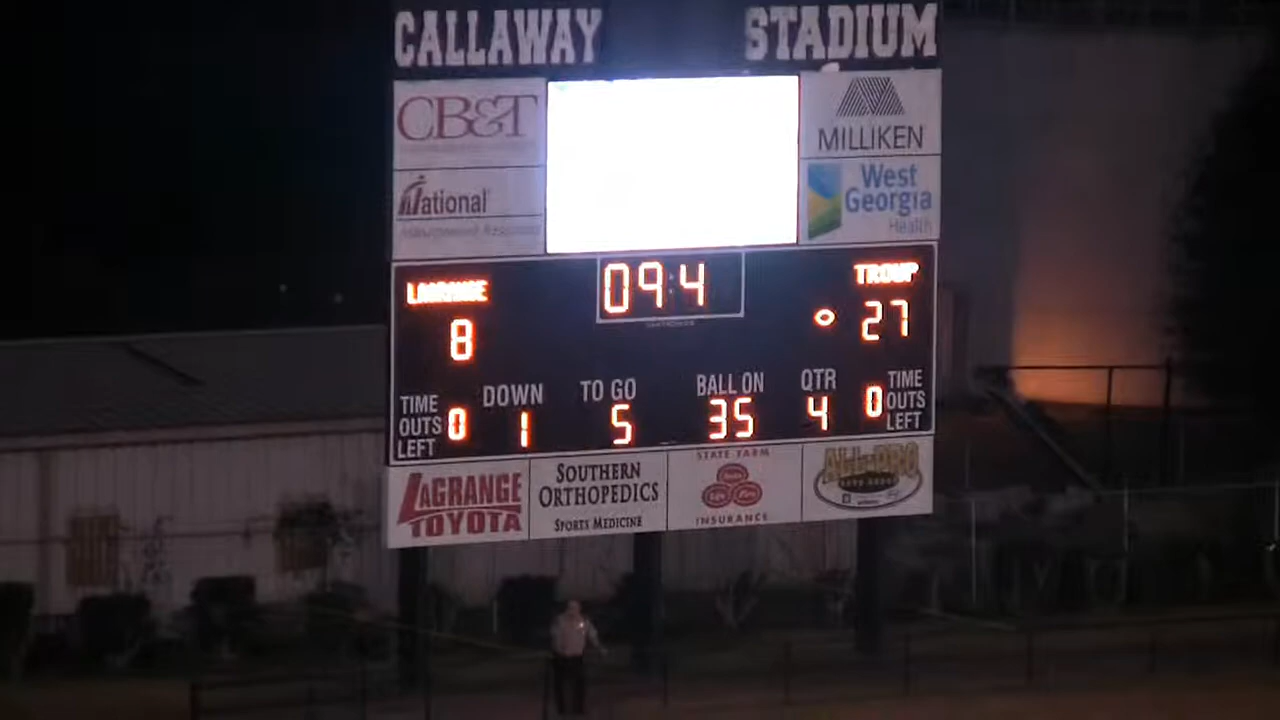 CALLAWAY STADIUM
CB&T
MILLIKEN
National
West
Georgia
Health
LAGRANGE
09:4
TROUP
8
27
TIME
OUTS
LEFT
0
DOWN
1
TO GO
5
BALL ON
35
QTR
4
0
TIME
OUTS
LEFT
LAGRANGE
TOYOTA
SOUTHERN
ORTHOPEDICS
SPORTS MEDICINE
STATE FARM
INSURANCE
ALL-PRO